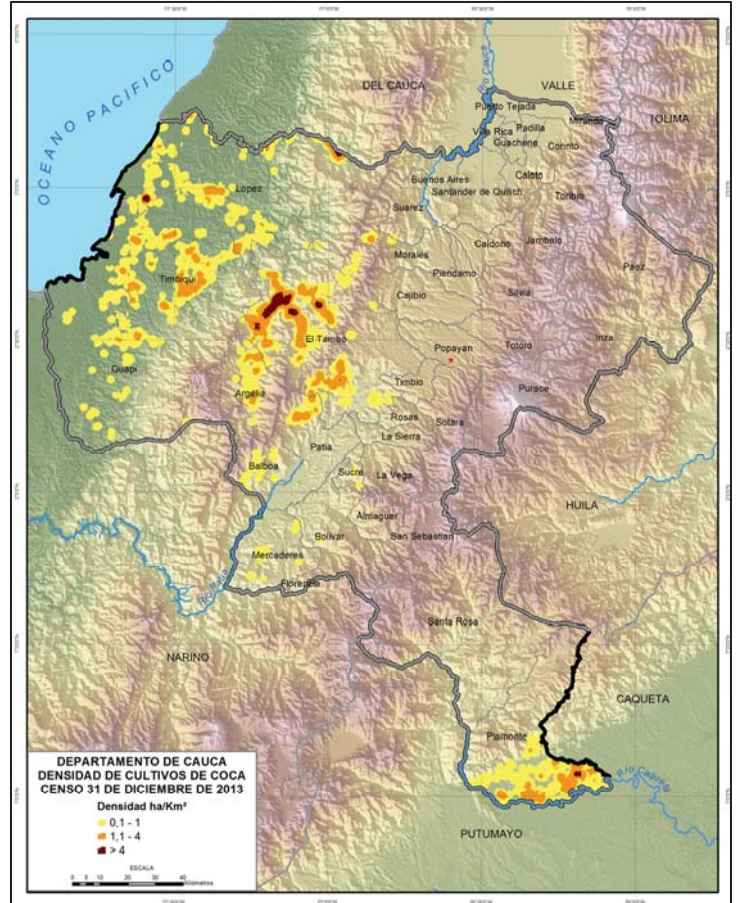 OCEANO PACIFICO
DEL CAUCA
VALLE
TOLIMA
Río Cauca
Puerto Tejada
Miranda
Villa Rica
Padilla
Guachene
Corinto
Lopez
Buenos Aires
Caloto
Santander de Quilich
Toribio
Suarez
Morales
Caldono
Jambalo
Timbiqui
Piendamo
Paez
Cajibio
Silvia
El Tambo
Popayan
Totoro
Inza
Guapi
Timbio
Purace
Argelia
Rosas
Sotara
La Sierra
Patia
Balboa
Sucre
La Vega
HUILA
Almaguer
Bolivar
San Sebastian
Mercaderes
Florencia
Río Patía
Santa Rosa
NARIÑO
CAQUETA
Piamonte
Río Caqueta
PUTUMAYO
DEPARTAMENTO DE CAUCA
DENSIDAD DE CULTIVOS DE COCA
CENSO 31 DE DICIEMBRE DE 2013
Densidad ha/Km²
0,1 - 1
1,1 - 4
> 4
ESCALA
0 5 10 20 30 40
Kilómetros